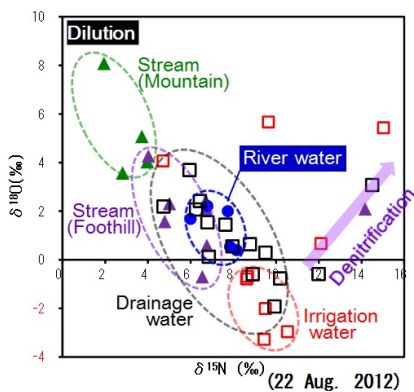 10
8
6
4
2
0
-2
-4
δ¹⁸O(‰)
Dilution
Stream
(Mountain)
River water
Stream
(Foothill)
Denitrification
Drainage
water
Irrigation
water
0 2 4 6 8 10 12 14 16
δ¹⁵N (‰)
(22 Aug. 2012)